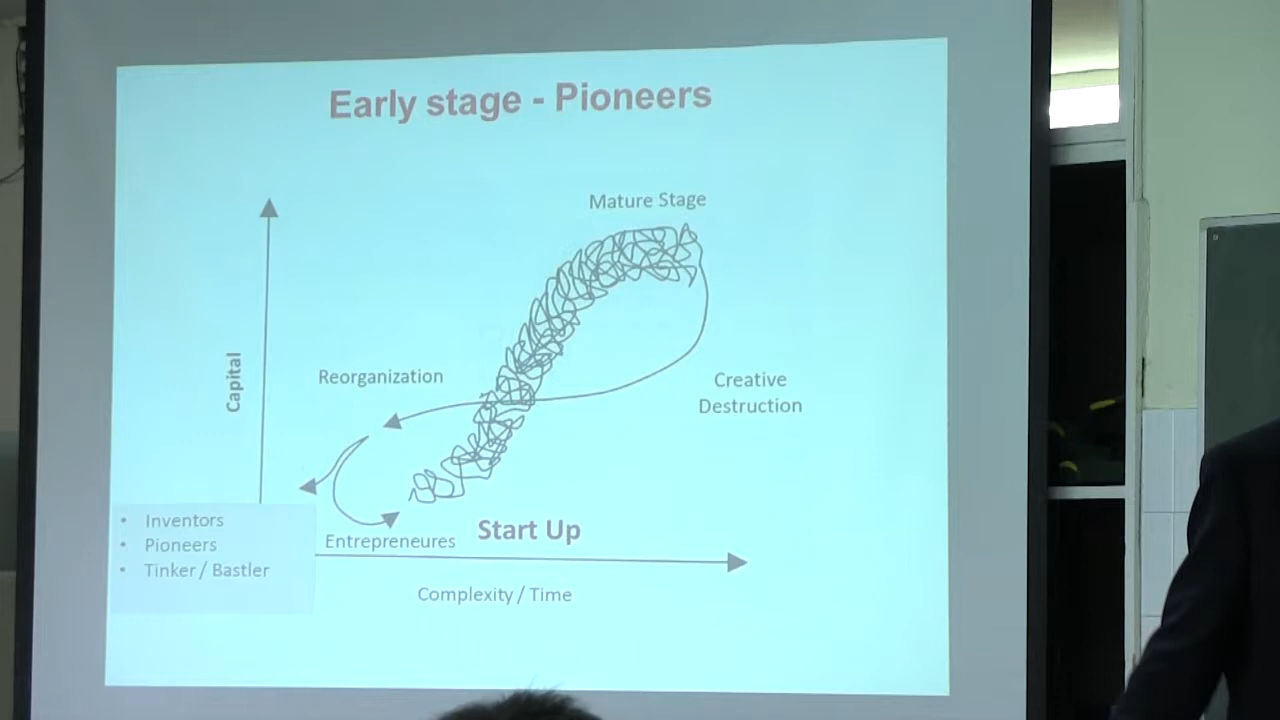 Early stage - Pioneers
Mature Stage
Capital
Reorganization
Creative
Destruction
• Inventors
• Pioneers
• Tinker / Bastler
Entrepreneures
Start Up
Complexity / Time